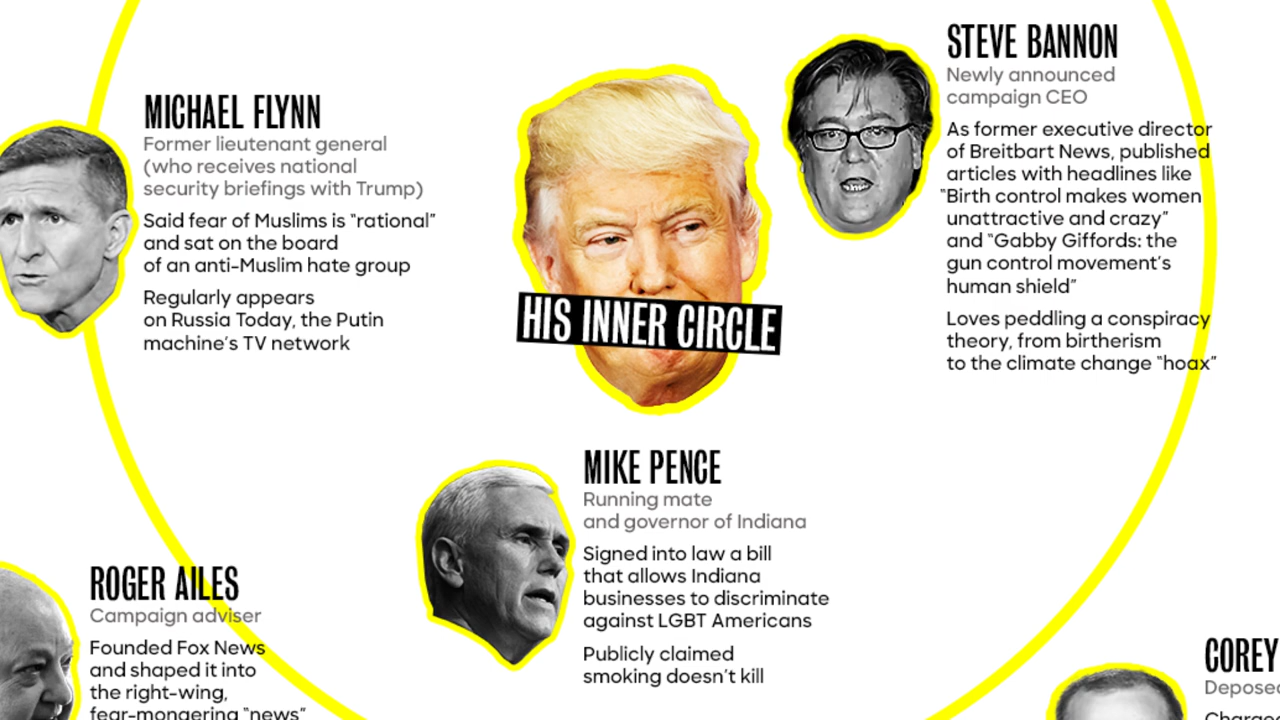 MICHAEL FLYNN
Former lieutenant general
(who receives national
security briefings with Trump)
Said fear of Muslims is “rational”
and sat on the board
of an anti-Muslim hate group
Regularly appears
on Russia Today, the Putin
machine’s TV network
HIS INNER CIRCLE
STEVE BANNON
Newly announced
campaign CEO
As former executive director
of Breitbart News, published
articles with headlines like
“Birth control makes women
unattractive and crazy”
and “Gabby Giffords: the
gun control movement’s
human shield”
Loves peddling a conspiracy
theory, from birtherism
to the climate change “hoax”
MIKE PENCE
Running mate
and governor of Indiana
Signed into law a bill
that allows Indiana
businesses to discriminate
against LGBT Americans
Publicly claimed
smoking doesn’t kill
ROGER AILES
Campaign adviser
Founded Fox News
and shaped it into
the right-wing,
fear-mongering “news”
COREY
Deposed